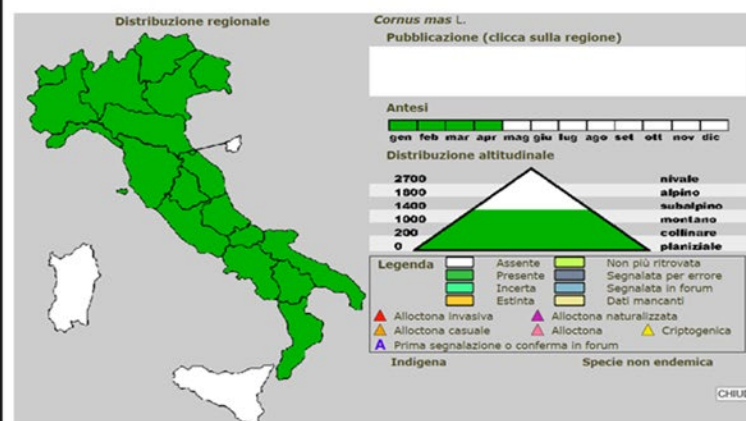 Distribuzione regionale
Cornus mas L.
Pubblicazione (clicca sulla regione)
Antesi
gen feb mar apr mag giu lug ago set ott nov dic
Distribuzione altitudinale
2700 nivale
1800 alpino
1400 subalpino
1000 montano
200 collinare
0 planiziale
Legenda
Assente Non più ritrovata
Presente Segnalata per errore
Incerta Segnalata in forum
Estinta Dati mancanti
Alloctona invasiva Alloctona naturalizzata
Alloctona casuale Alloctona Criptogenica
A Prima segnalazione o conferma in forum
Indigena Specie non endemica